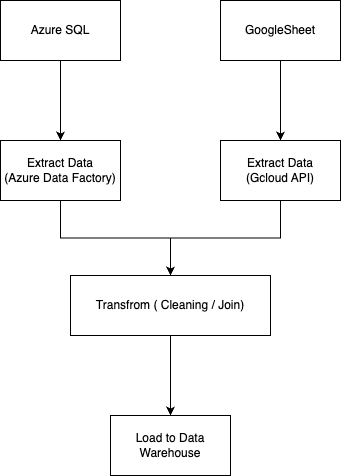 Azure SQL
GoogleSheet
Extract Data
(Azure Data Factory)
Extract Data
(Gcloud API)
Transfrom ( Cleaning / Join)
Load to Data
Warehouse